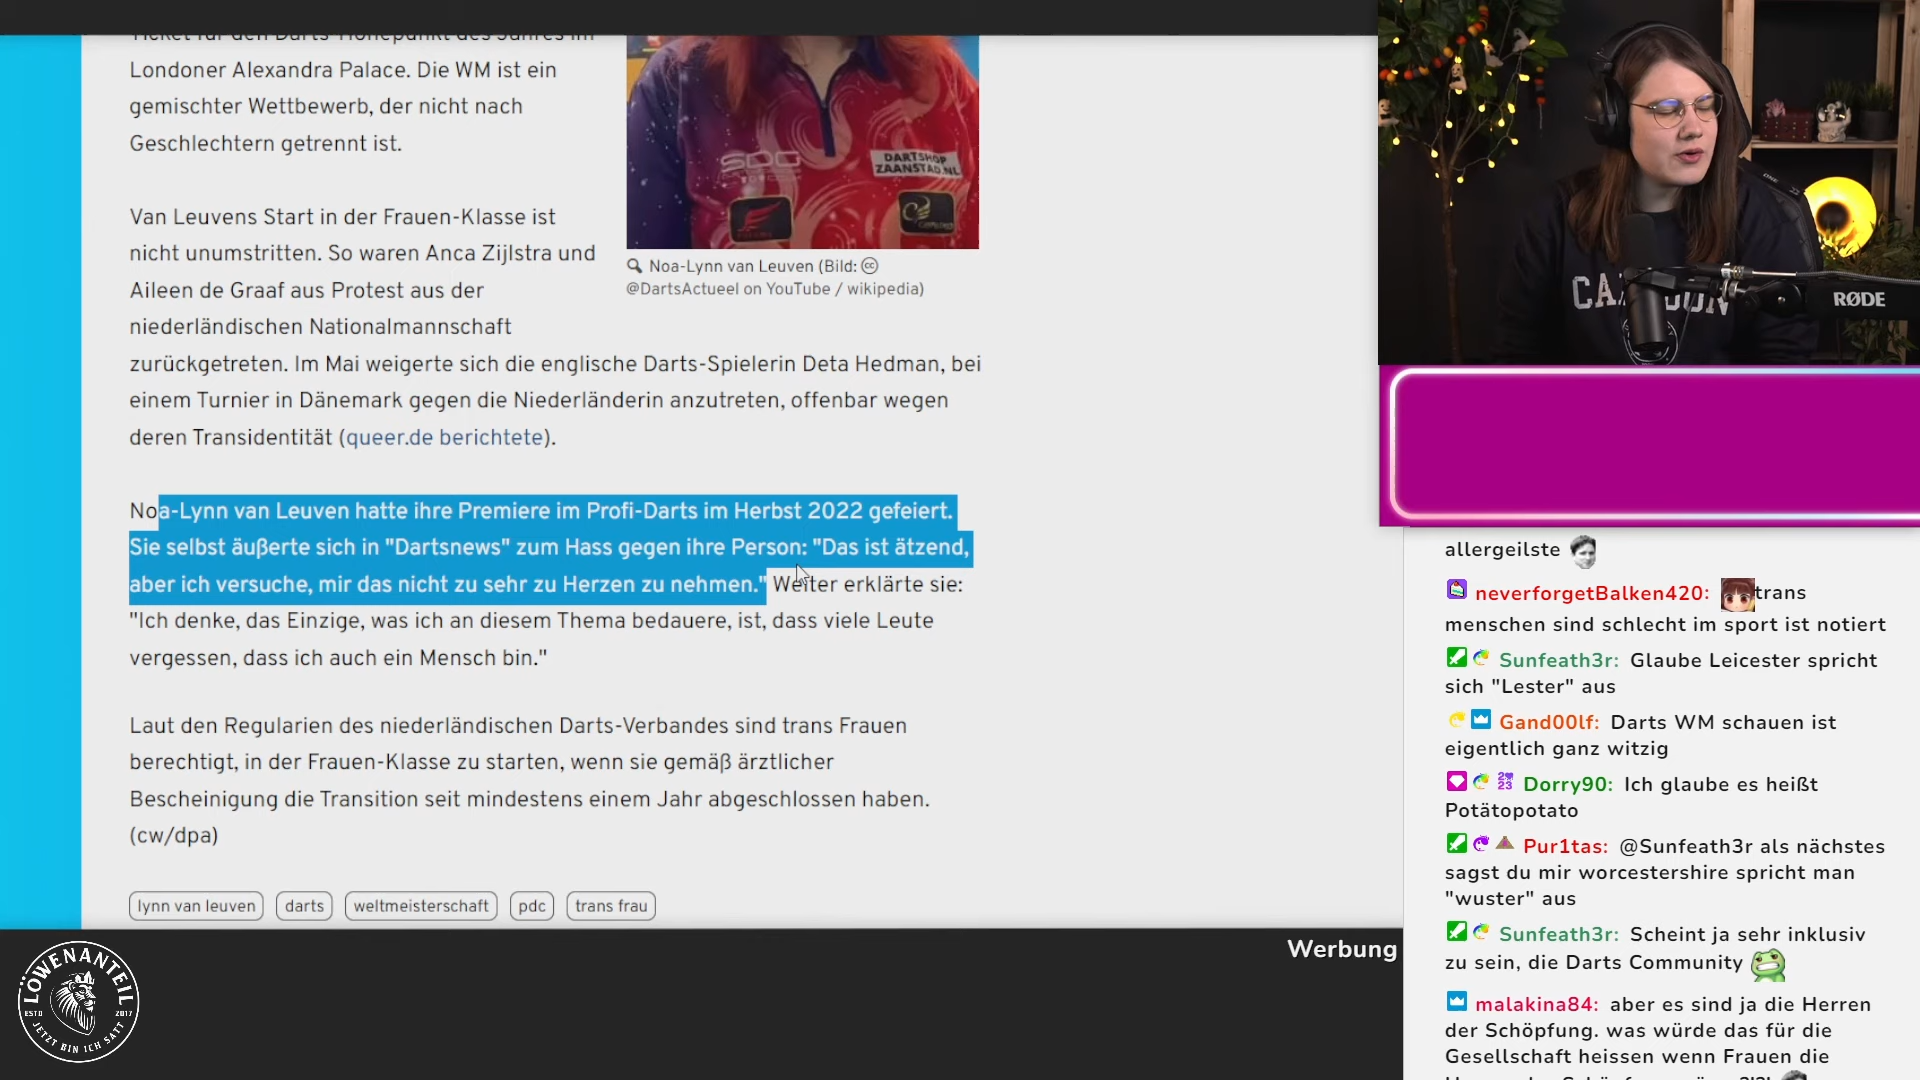 Ticket für den Darts-Höhepunkt des Jahres im
Londoner Alexandra Palace. Die WM ist ein
gemischter Wettbewerb, der nicht nach
Geschlechtern getrennt ist.
Van Leuvens Start in der Frauen-Klasse ist
nicht unumstritten. So waren Anca Zijlstra und
Aileen de Graaf aus Protest aus der
niederländischen Nationalmannschaft
zurückgetreten. Im Mai weigerte sich die englische Darts-Spielerin Deta Hedman, bei
einem Turnier in Dänemark gegen die Niederländerin anzutreten, offenbar wegen
deren Transidentität (queer.de berichtete).
SDG
DARTSHOP
ZAANSTAD.NL
Noa-Lynn van Leuven (Bild:
@DartsActueel on YouTube / wikipedia)
Noa-Lynn van Leuven hatte ihre Premiere im Profi-Darts im Herbst 2022 gefeiert.
Sie selbst äußerte sich in "Dartsnews" zum Hass gegen ihre Person: "Das ist ätzend,
aber ich versuche, mir das nicht zu sehr zu Herzen zu nehmen." Weiter erklärte sie:
"Ich denke, das Einzige, was ich an diesem Thema bedauere, ist, dass viele Leute
vergessen, dass ich auch ein Mensch bin."
Laut den Regularien des niederländischen Darts-Verbandes sind trans Frauen
berechtigt, in der Frauen-Klasse zu starten, wenn sie gemäß ärztlicher
Bescheinigung die Transition seit mindestens einem Jahr abgeschlossen haben.
(cw/dpa)
lynn van leuven
darts
weltmeisterschaft
pdc
trans frau
LÖWENANTEIL
ESTD 2017
JETZT BIN ICH SATT
Werbung
RØDE
allergeilste
neverforgetBalken420: trans
menschen sind schlecht im sport ist notiert
Sunfeath3r: Glaube Leicester spricht
sich "Lester" aus
Gand00lf: Darts WM schauen ist
eigentlich ganz witzig
Dorry90: Ich glaube es heißt
Potätopotato
Pur1tas: @Sunfeath3r als nächstes
sagst du mir worcestershire spricht man
"wuster" aus
Sunfeath3r: Scheint ja sehr inklusiv
zu sein, die Darts Community
malakina84: aber es sind ja die Herren
der Schöpfung. was würde das für die
Gesellschaft heissen wenn Frauen die